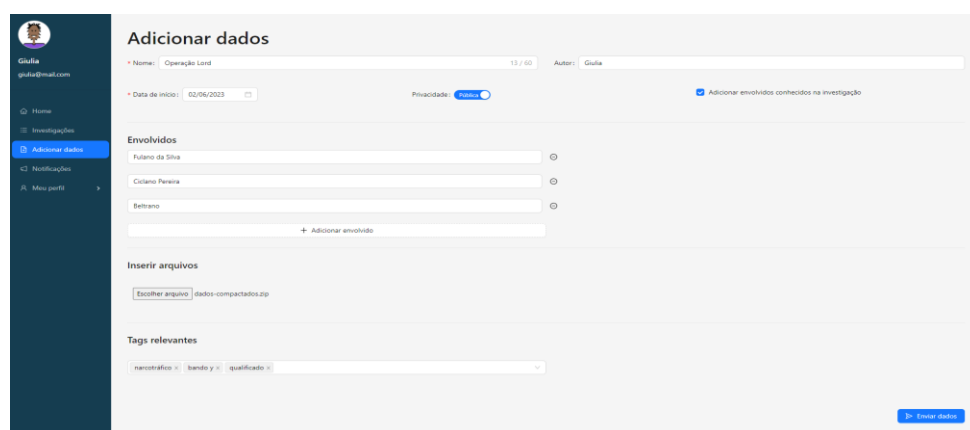 Giulia
giulia@mail.com
Home
Investigações
Adicionar dados
Notificações
Meu perfil
Adicionar dados
* Nome: Operação Lord 13 / 60 Autor: Giulia
* Data de início: 02/06/2023 Privacidade: Pública Adicionar envolvidos conhecidos na investigação
Envolvidos
Fulano da Silva
Ciclano Pereira
Beltrano
+ Adicionar envolvido
Inserir arquivos
Escolher arquivo dados-compactados.zip
Tags relevantes
narcotráfico × bando y × qualificado ×
Enviar dados